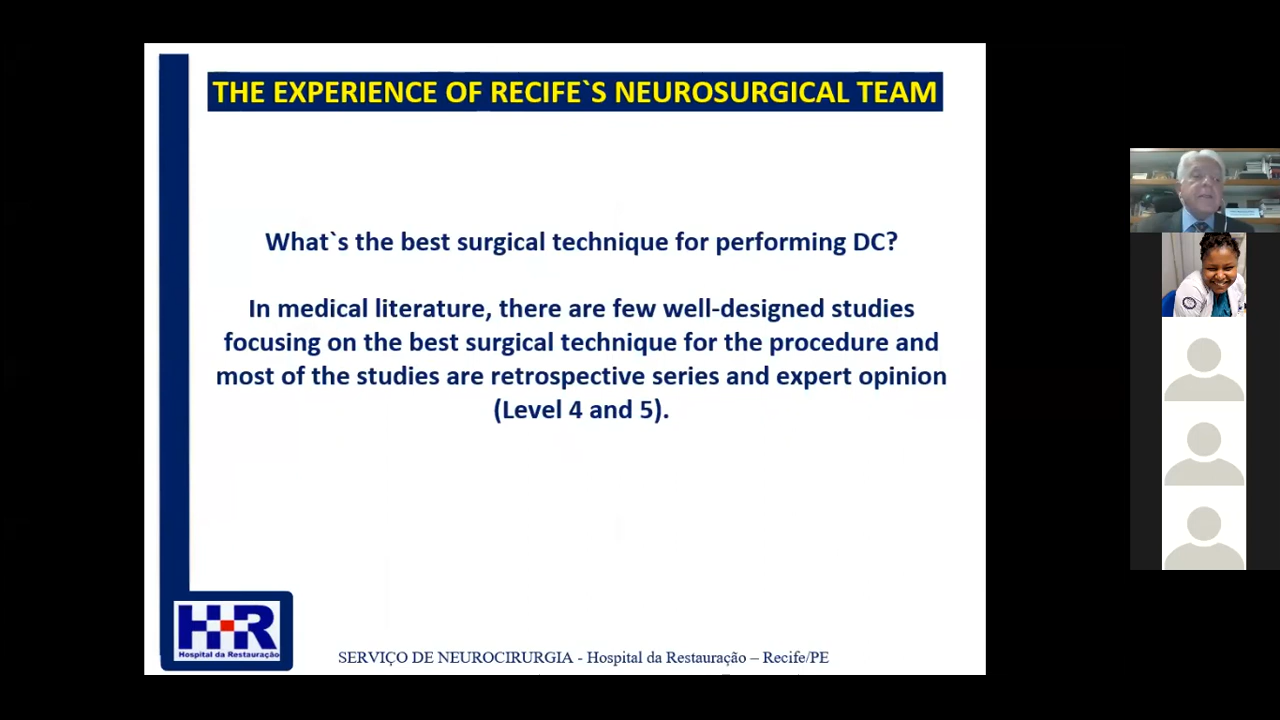 THE EXPERIENCE OF RECIFE`S NEUROSURGICAL TEAM
What`s the best surgical technique for performing DC?
In medical literature, there are few well-designed studies
focusing on the best surgical technique for the procedure and
most of the studies are retrospective series and expert opinion
(Level 4 and 5).
H+R
Hospital da Restauração
SERVIÇO DE NEUROCIRURGIA - Hospital da Restauração – Recife/PE